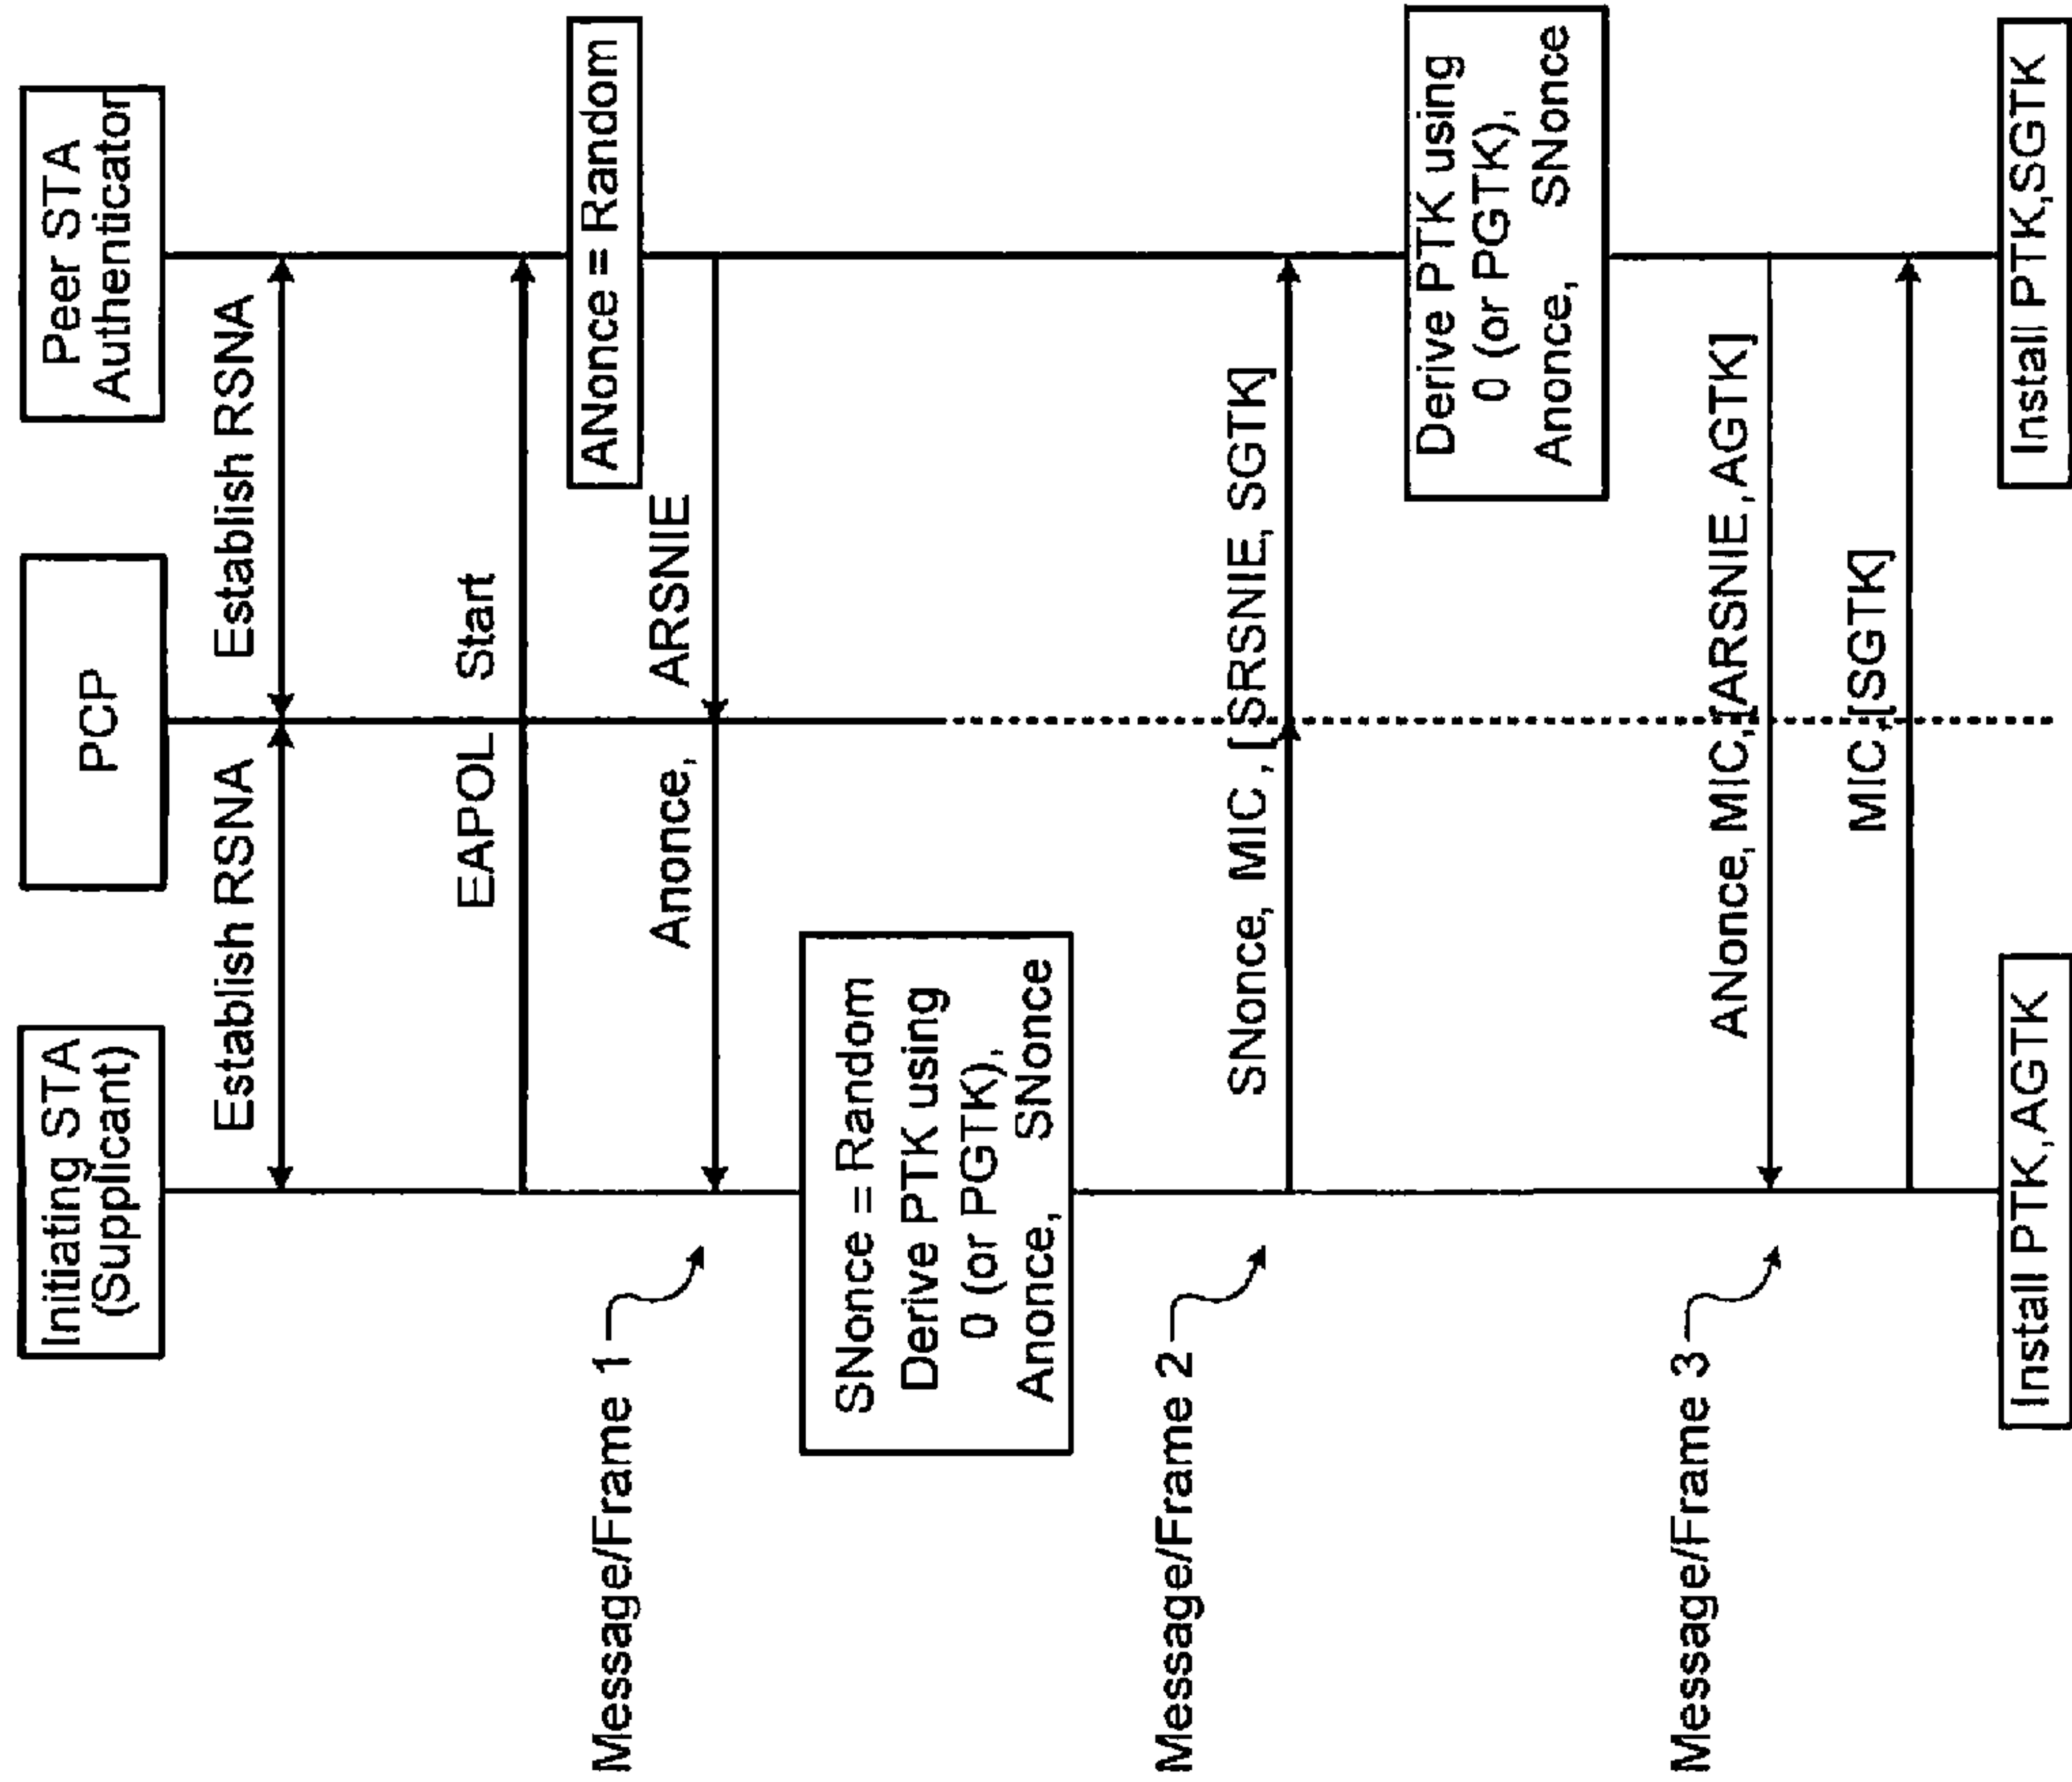 Initiating STA
(Supplicant)
PCP
Peer STA
Authenticator
Establish RSNA
Establish RSNA
EAPOL Start
ANonce = Random
Message/Frame 1
Anonce, ARSNIE
SNonce = Random
Derive PTK using
0 (or PGTK),
Anonce, SNonce
Message/Frame 2
SNonce, MIC , [SRSNIE, SGTK]
Derive PTK using
0 (or PGTK),
Anonce, SNonce
Message/Frame 3
ANonce, MIC,[ARSNIE,AGTK]
MIC,[SGTK]
Install PTK,AGTK
Install PTK,SGTK